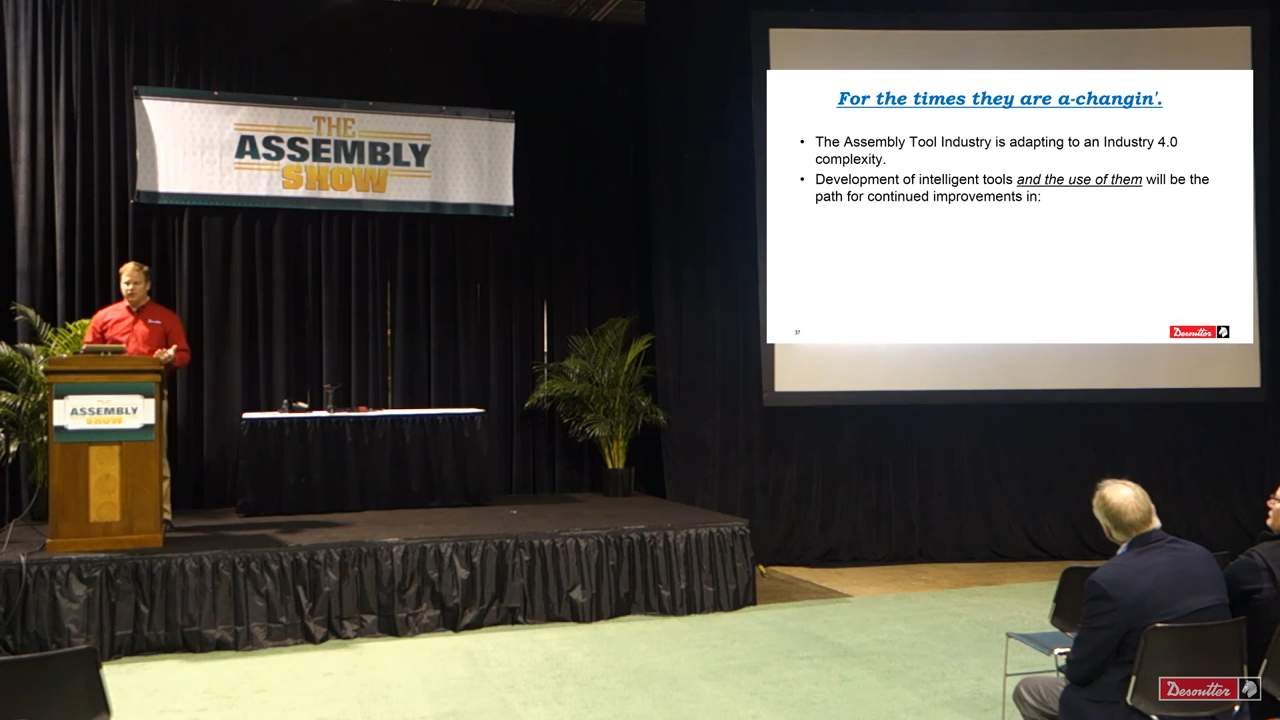 THE
ASSEMBLY
SHOW
For the times they are a-changin'.
• The Assembly Tool Industry is adapting to an Industry 4.0
complexity.
• Development of intelligent tools and the use of them will be the
path for continued improvements in:
37
Desoutter
THE
ASSEMBLY
SHOW
Desoutter